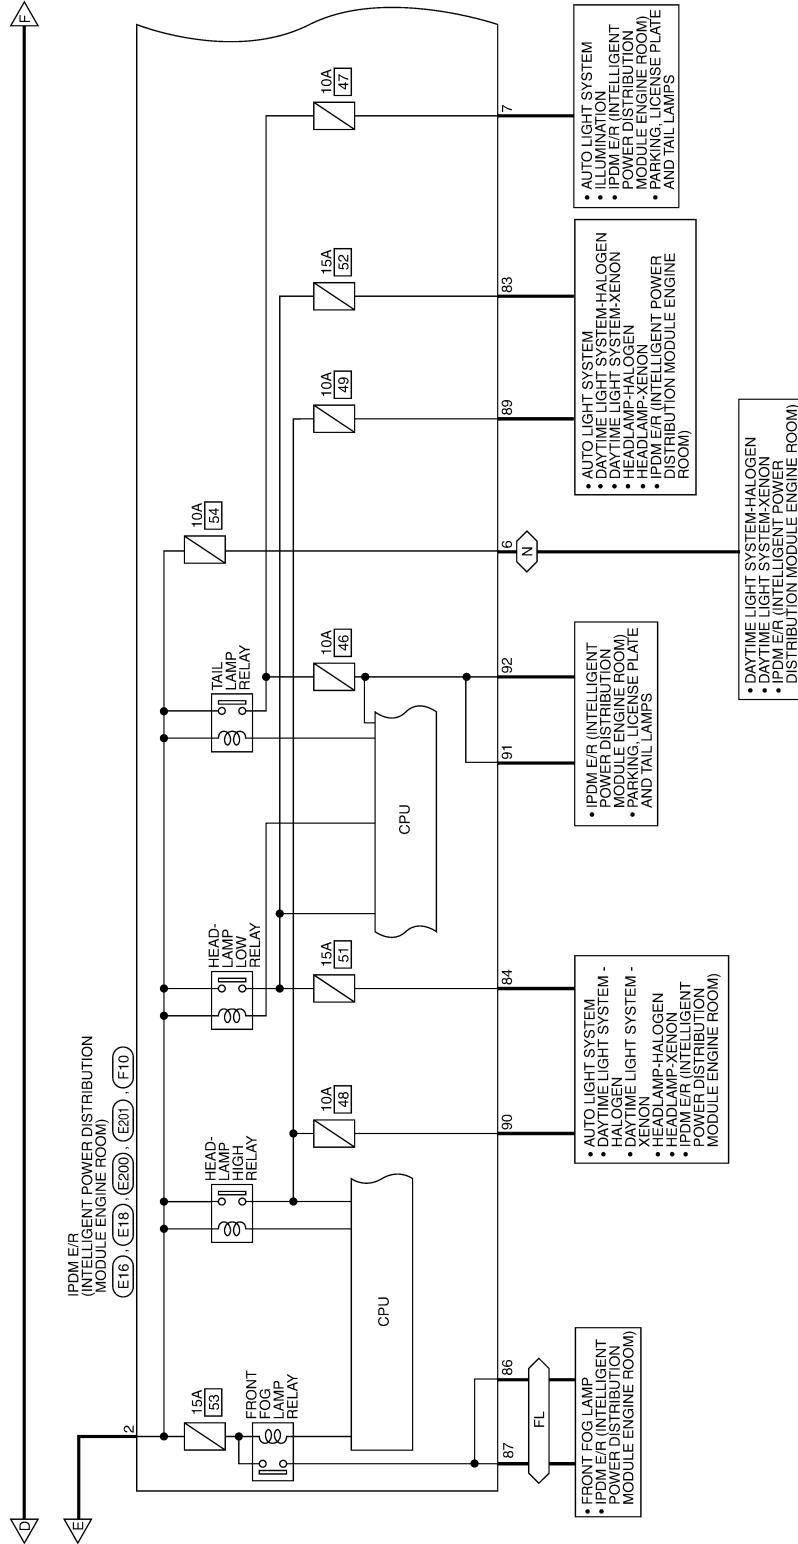 D
F
E
2
IPDM E/R
(INTELLIGENT POWER DISTRIBUTION
MODULE ENGINE ROOM)
E16 , E18 , E200 , E201 , F10
15A
53
FRONT
FOG
LAMP
RELAY
HEAD-
LAMP
HIGH
RELAY
HEAD-
LAMP
LOW
RELAY
TAIL
LAMP
RELAY
10A
54
10A
48
15A
51
10A
46
10A
49
15A
52
10A
47
CPU
CPU
87
86
90
84
91
92
6
89
83
7
FL
N
• FRONT FOG LAMP
• IPDM E/R (INTELLIGENT
POWER DISTRIBUTION
MODULE ENGINE ROOM)
• AUTO LIGHT SYSTEM
• DAYTIME LIGHT SYSTEM -
HALOGEN
• DAYTIME LIGHT SYSTEM -
XENON
• HEADLAMP-HALOGEN
• HEADLAMP-XENON
• IPDM E/R (INTELLIGENT
POWER DISTRIBUTION
MODULE ENGINE ROOM)
• IPDM E/R (INTELLIGENT
POWER DISTRIBUTION
MODULE ENGINE ROOM)
• PARKING, LICENSE PLATE
AND TAIL LAMPS
• DAYTIME LIGHT SYSTEM-HALOGEN
• DAYTIME LIGHT SYSTEM-XENON
• IPDM E/R (INTELLIGENT POWER
DISTRIBUTION MODULE ENGINE ROOM)
• AUTO LIGHT SYSTEM
• DAYTIME LIGHT SYSTEM-HALOGEN
• DAYTIME LIGHT SYSTEM-XENON
• HEADLAMP-HALOGEN
• HEADLAMP-XENON
• IPDM E/R (INTELLIGENT POWER
DISTRIBUTION MODULE ENGINE
ROOM)
• AUTO LIGHT SYSTEM
• ILLUMINATION
• IPDM E/R (INTELLIGENT
POWER DISTRIBUTION
MODULE ENGINE ROOM)
• PARKING, LICENSE PLATE
AND TAIL LAMPS